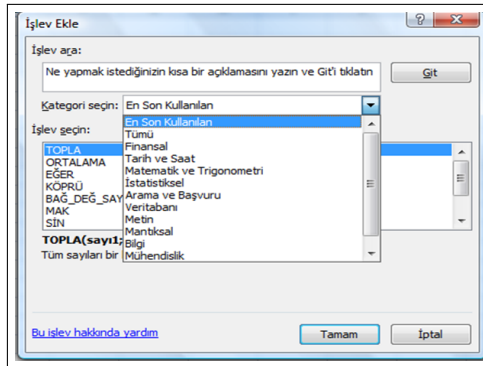 İşlev Ekle
İşlev ara:
Ne yapmak istediğinizin kısa bir açıklamasını yazın ve Git'i tıklatın
Git
Kategori seçin: En Son Kullanılan
En Son Kullanılan
Tümü
Finansal
Tarih ve Saat
Matematik ve Trigonometri
İstatistiksel
Arama ve Başvuru
Veritabanı
Metin
Mantıksal
Bilgi
Mühendislik
İşlev seçin:
TOPLA
ORTALAMA
EĞER
KÖPRÜ
BAĞ_DEĞ_SAY
MAK
SİN
TOPLA(sayı1;
Tüm sayıları bir
Bu işlev hakkında yardım
Tamam
İptal